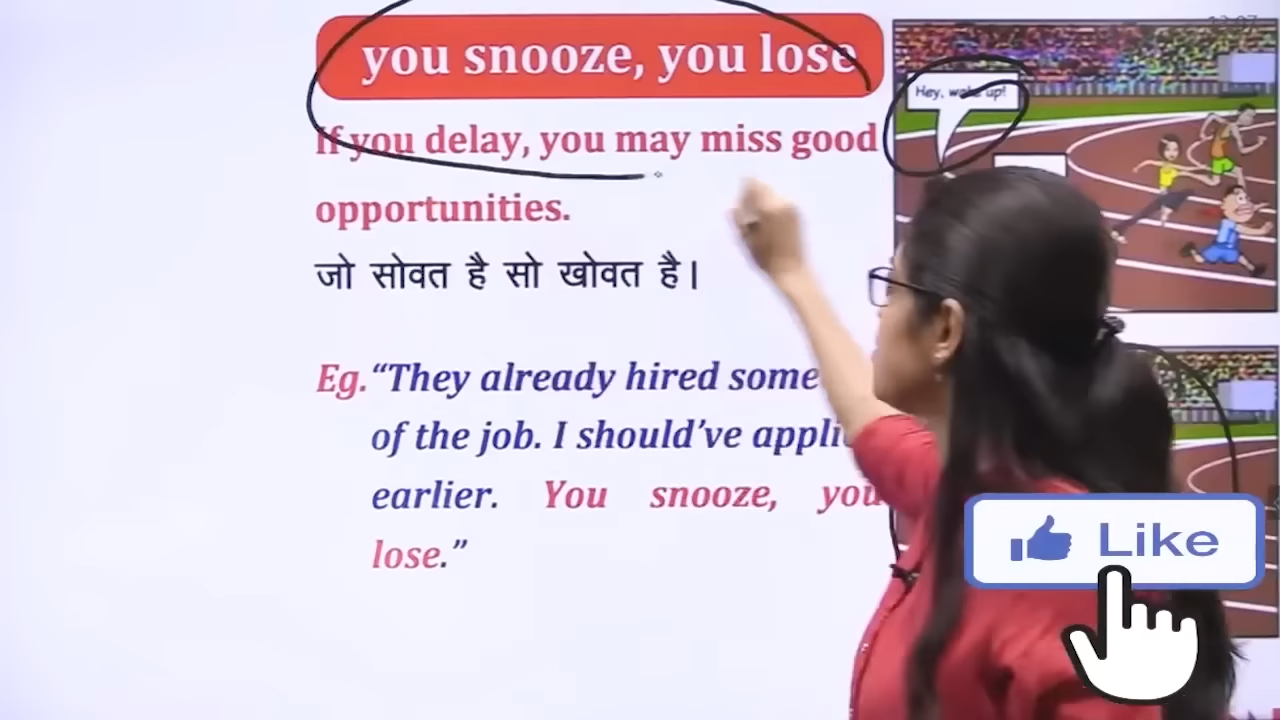 you snooze, you lose
If you delay, you may miss good
opportunities.
जो सोवत है सो खोवत है।
Eg. “They already hired some
of the job. I should’ve
earlier. You snooze, you
lose.”
Hey, wake up!
Like